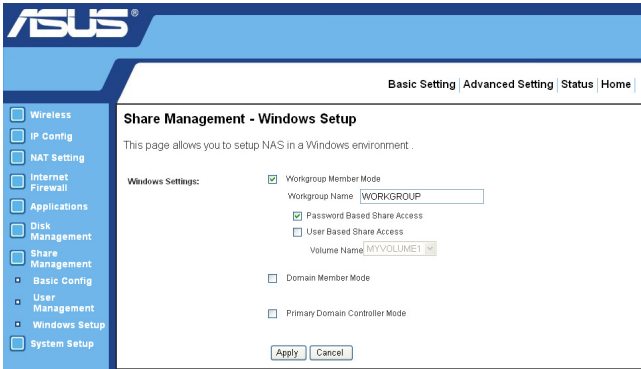 ASUS®
Basic Setting | Advanced Setting | Status | Home |
Wireless
IP Config
NAT Setting
Internet
Firewall
Applications
Disk
Management
Share
Management
Basic Config
User
Management
Windows Setup
System Setup
Share Management - Windows Setup
This page allows you to setup NAS in a Windows environment .
Windows Settings:
Workgroup Member Mode
Workgroup Name WORKGROUP
Password Based Share Access
User Based Share Access
Volume Name MYVOLUME1
Domain Member Mode
Primary Domain Controller Mode
Apply Cancel